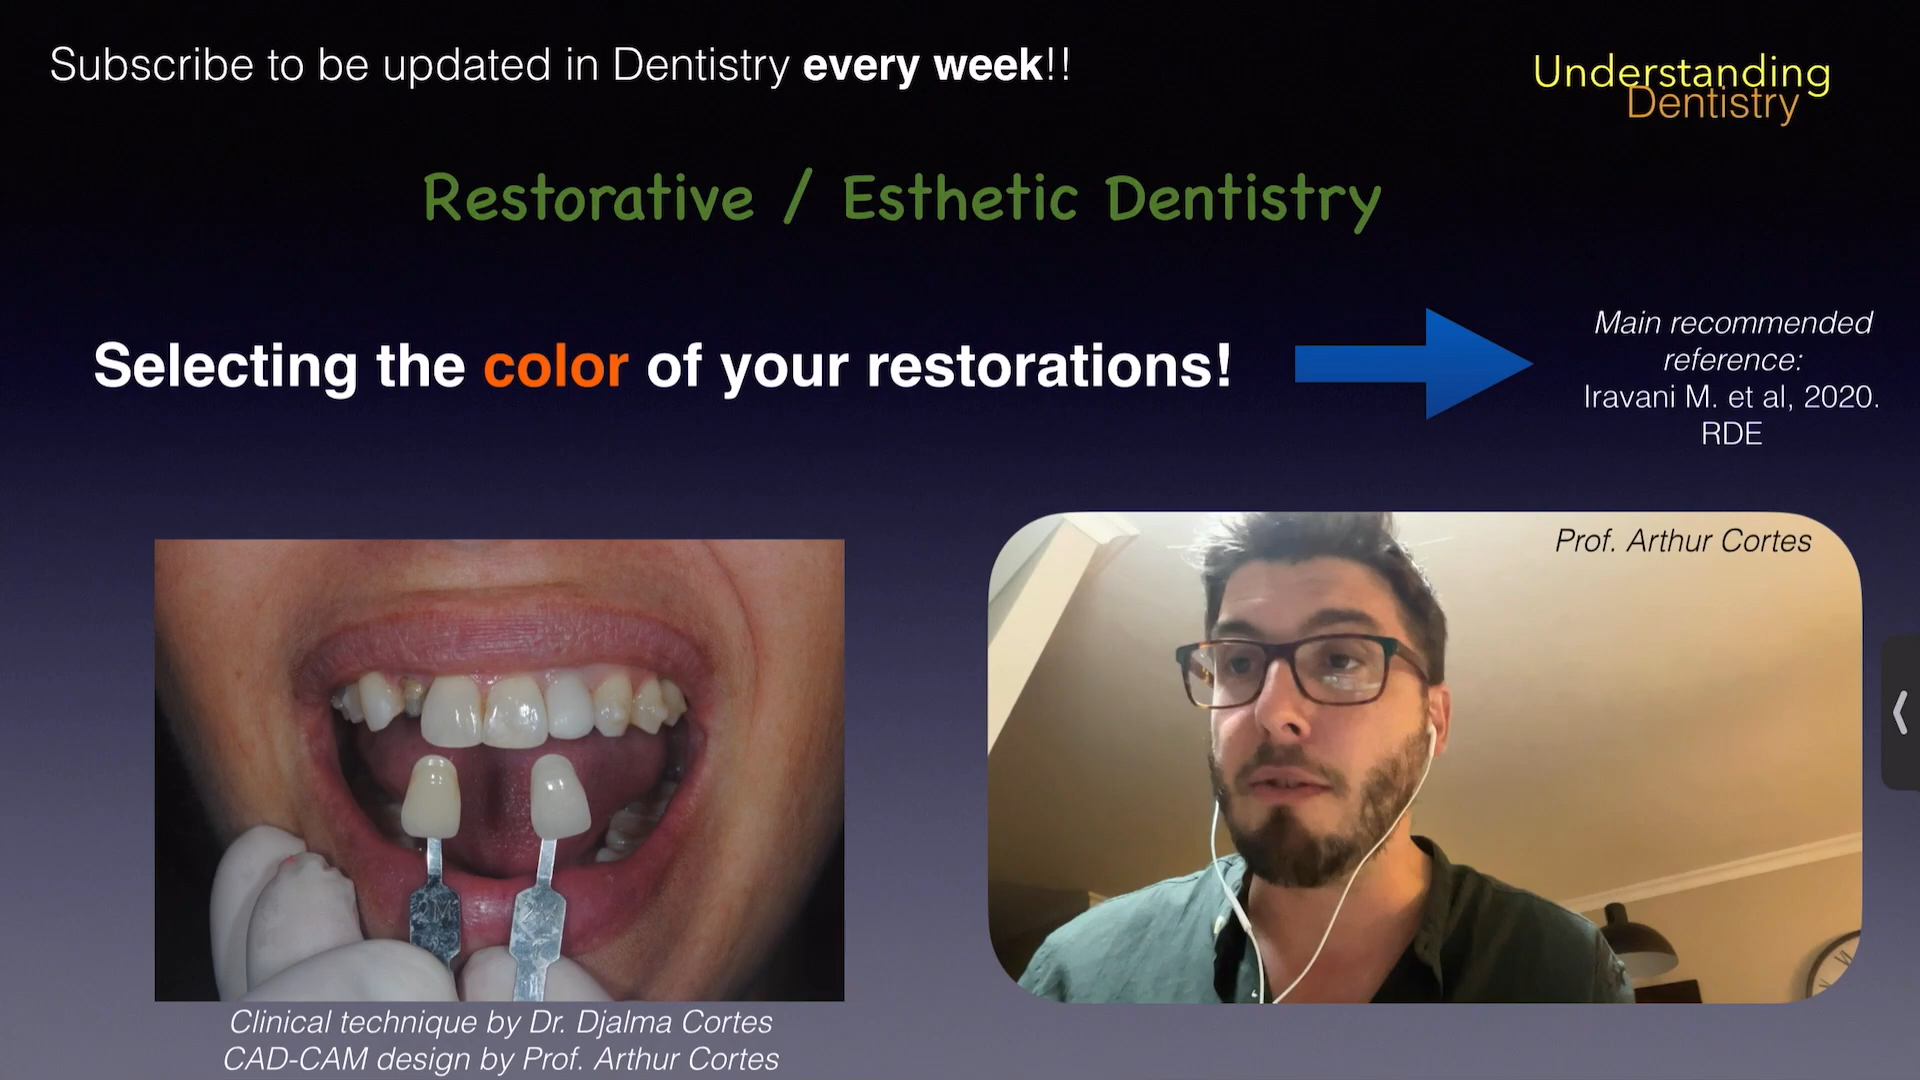 Subscribe to be updated in Dentistry every week!!
Understanding
Dentistry
Restorative / Esthetic Dentistry
Selecting the color of your restorations!
Main recommended
reference:
Iravani M. et al, 2020.
RDE
Prof. Arthur Cortes
Clinical technique by Dr. Djalma Cortes
CAD-CAM design by Prof. Arthur Cortes